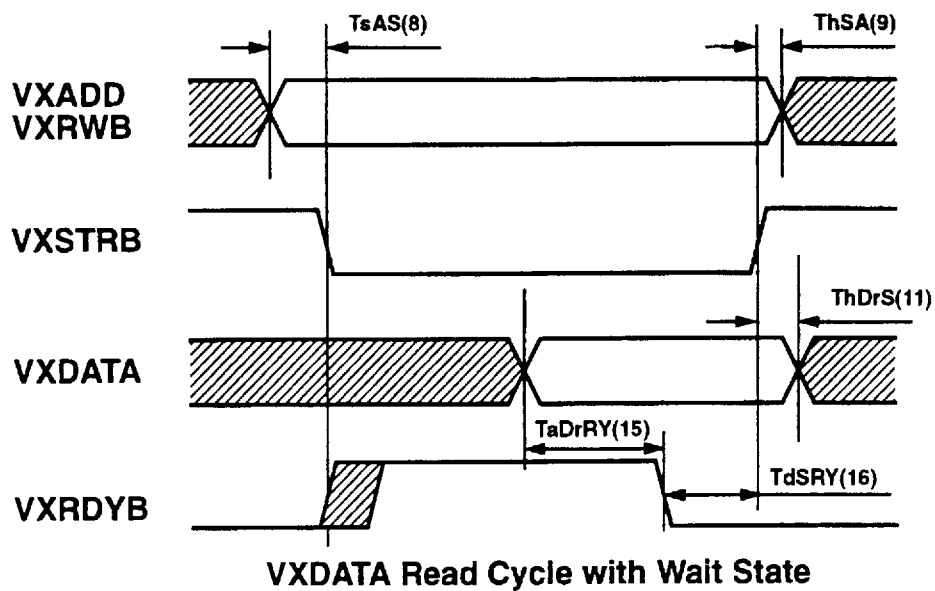 TsAS(8)
ThSA(9)
VXADD
VXRWB
VXSTRB
ThDrS(11)
VXDATA
TaDrRY(15)
TdSRY(16)
VXRDYB
VXDATA Read Cycle with Wait State